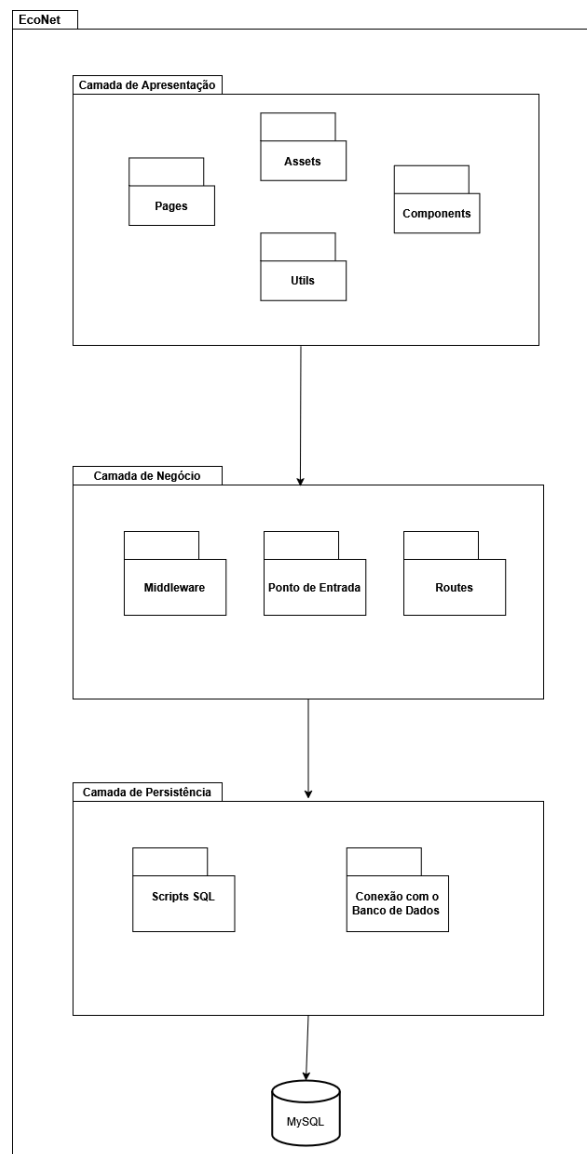 EcoNet
Camada de Apresentação
Assets
Pages
Components
Utils
Camada de Negócio
Middleware
Ponto de Entrada
Routes
Camada de Persistência
Scripts SQL
Conexão com o
Banco de Dados
MySQL